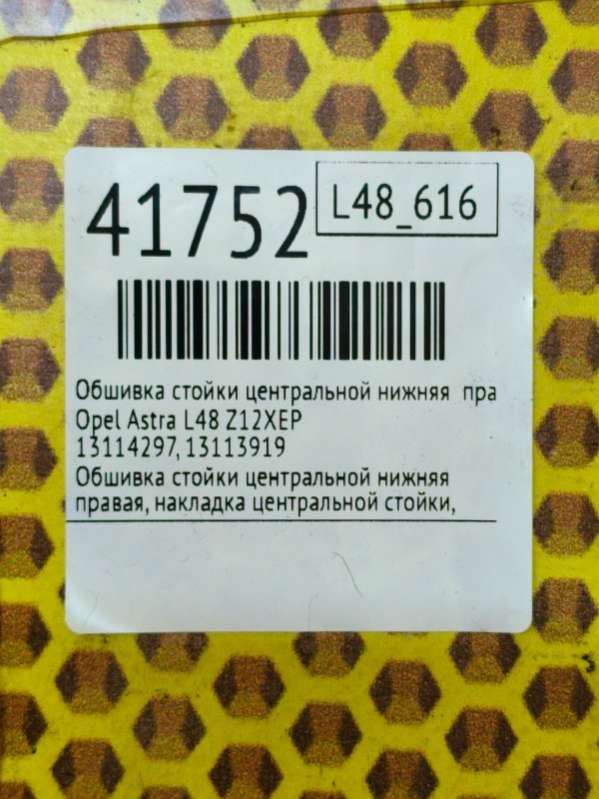 41752
L48_616
Обшивка стойки центральной нижняя пра
Opel Astra L48 Z12XEP
13114297, 13113919
Обшивка стойки центральной нижняя
правая, накладка центральной стойки,